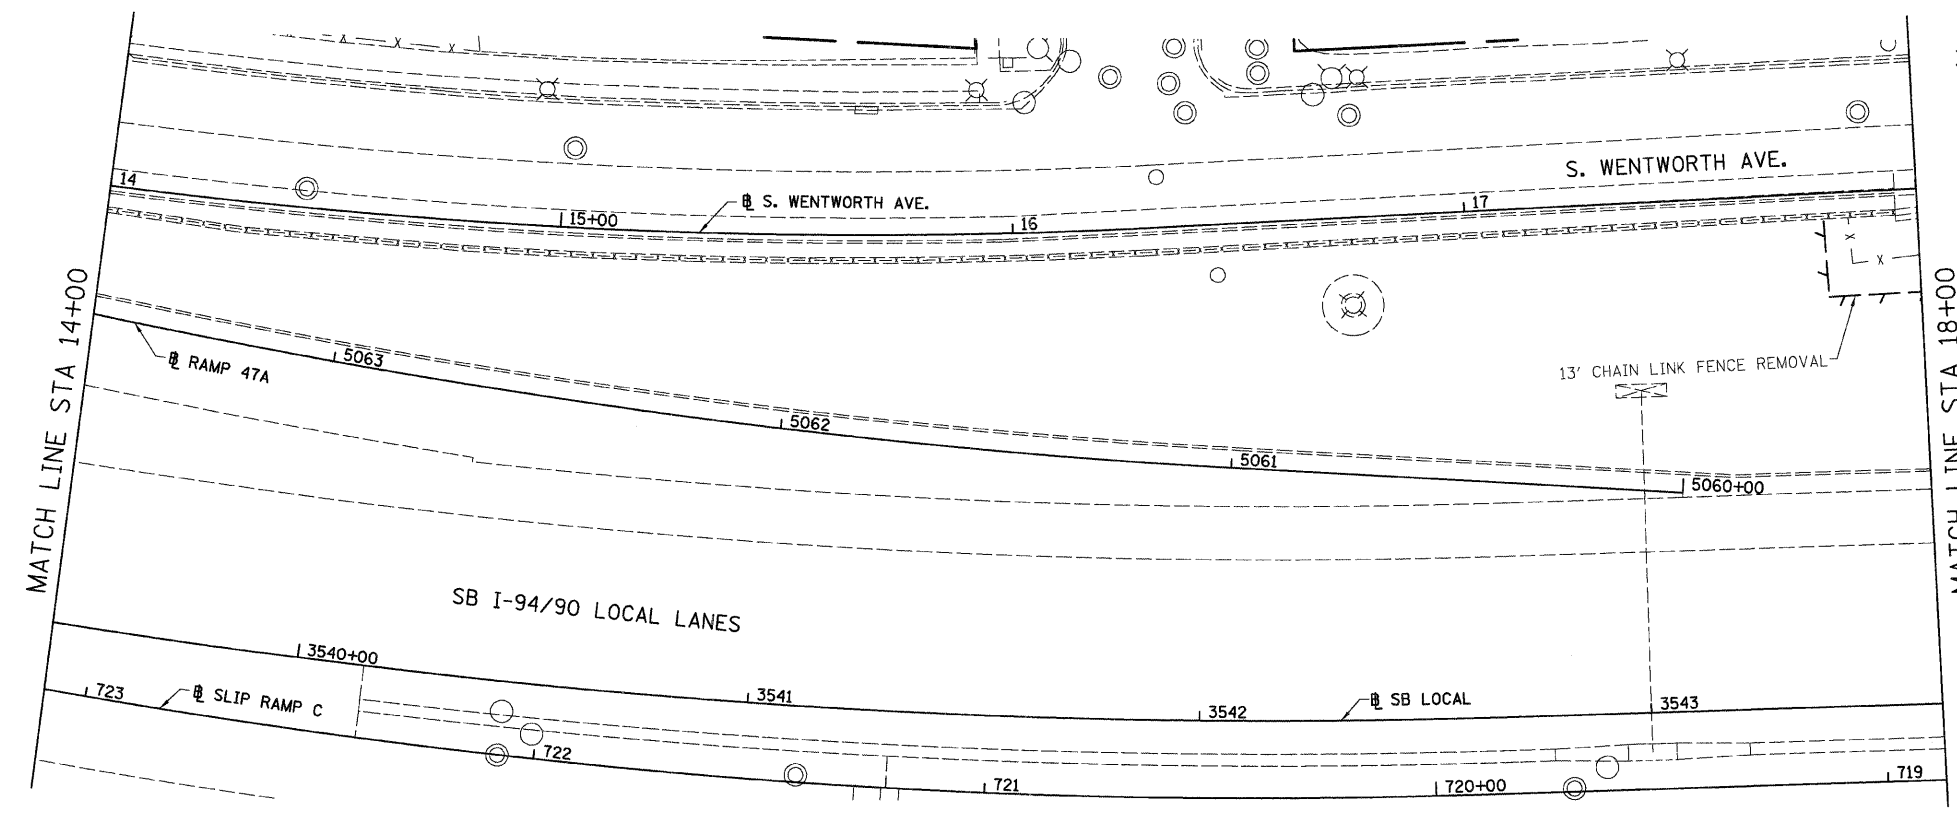 S. WENTWORTH AVE.
14
℄ S. WENTWORTH AVE.
15+00
16
17
MATCH LINE STA 14+00
MATCH LINE STA 18+00
℄ RAMP 47A
5063
5062
5061
5060+00
13' CHAIN LINK FENCE REMOVAL
X
X
X
X
X
SB I-94/90 LOCAL LANES
3540+00
3541
3542
3543
℄ SB LOCAL
723
℄ SLIP RAMP C
722
721
720+00
719